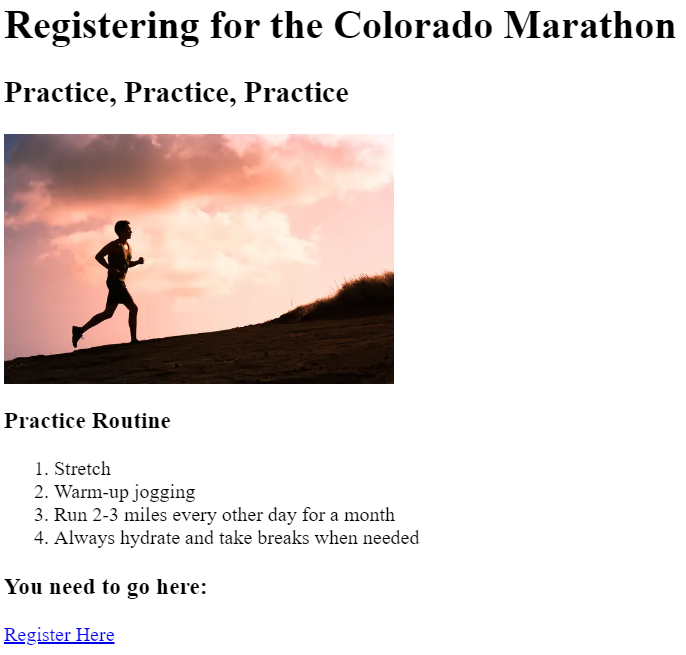 Registering for the Colorado Marathon
Practice, Practice, Practice
Practice Routine
1. Stretch
2. Warm-up jogging
3. Run 2-3 miles every other day for a month
4. Always hydrate and take breaks when needed
You need to go here:
Register Here